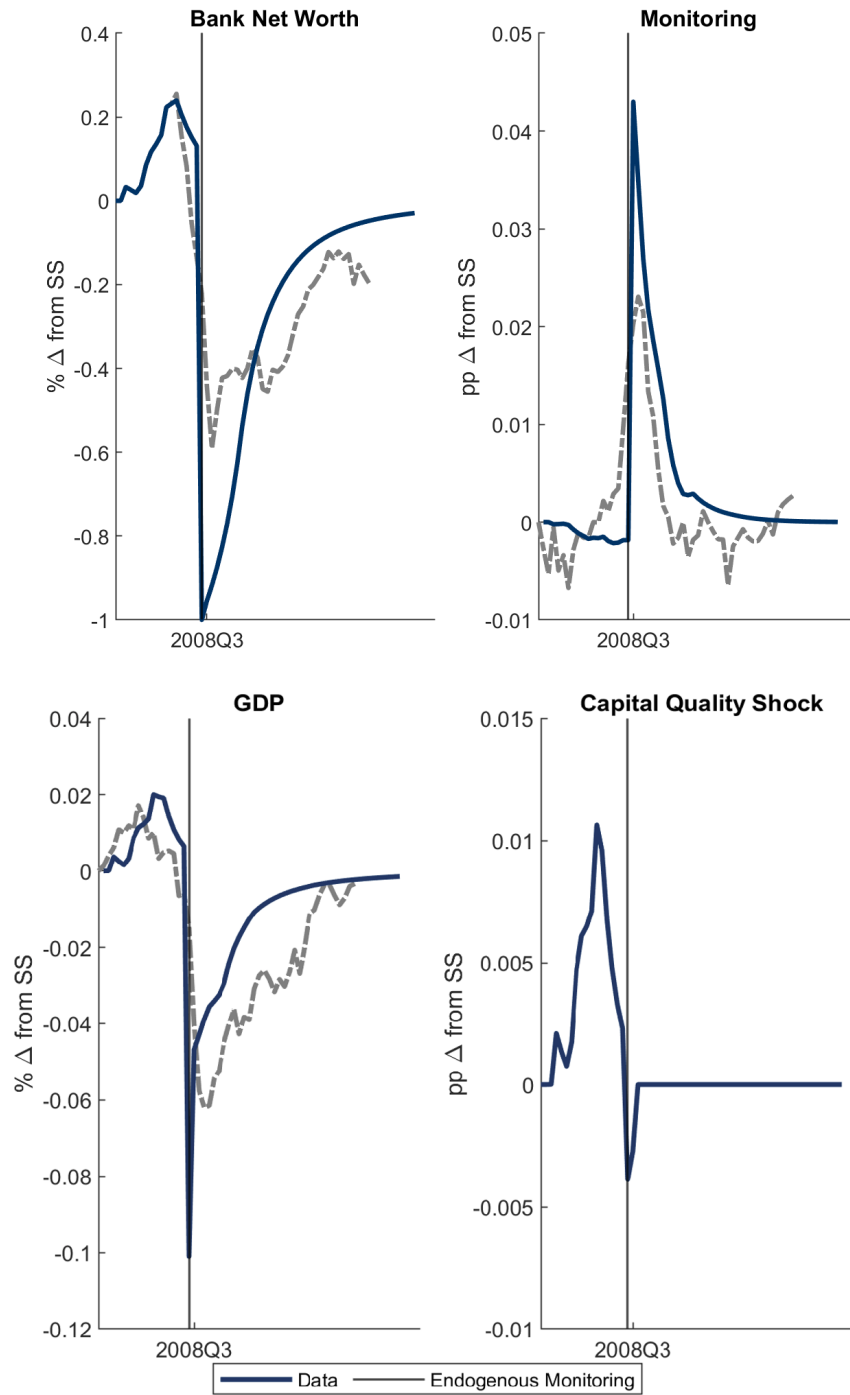 Bank Net Worth
% Δ from SS
0.4
0.2
0
-0.2
-0.4
-0.6
-0.8
-1
2008Q3
Monitoring
pp Δ from SS
0.05
0.04
0.03
0.02
0.01
0
-0.01
2008Q3
GDP
% Δ from SS
0.04
0.02
0
-0.02
-0.04
-0.06
-0.08
-0.1
-0.12
2008Q3
Capital Quality Shock
pp Δ from SS
0.015
0.01
0.005
0
-0.005
-0.01
2008Q3
Data Endogenous Monitoring